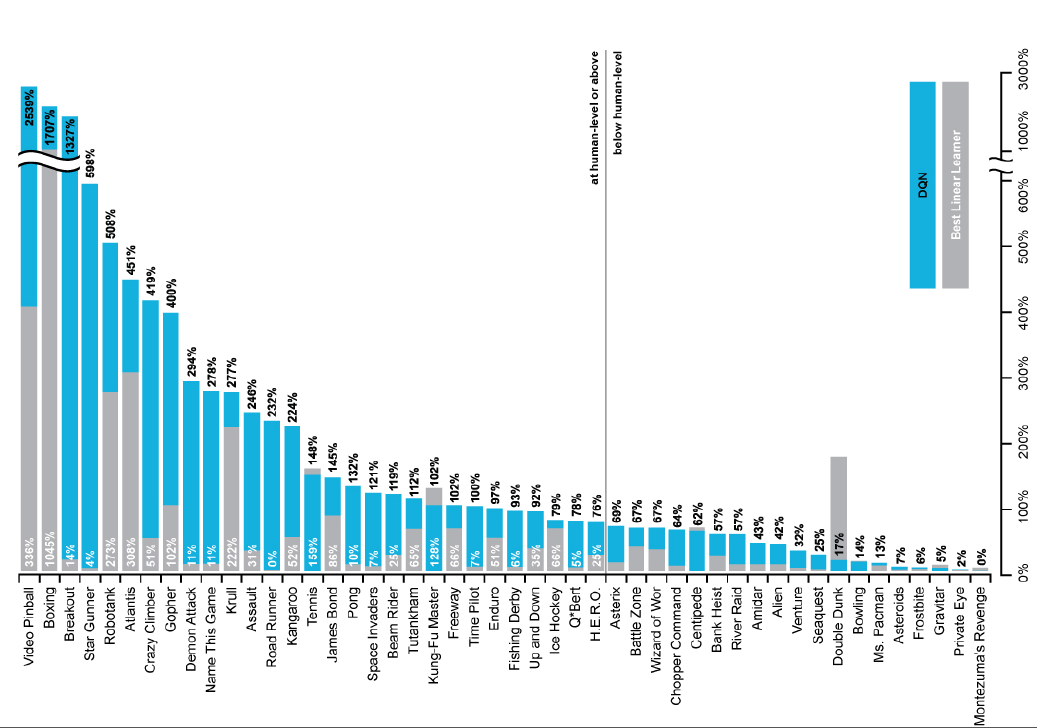 at human-level or above
below human-level
DQN
Best Linear Learner
0%
100%
200%
300%
400%
500%
600%
1000%
3000%
2539%
1707%
1327%
598%
508%
451%
419%
400%
294%
278%
277%
246%
232%
224%
148%
145%
132%
121%
119%
112%
102%
102%
100%
97%
93%
92%
79%
78%
76%
69%
67%
67%
64%
62%
57%
57%
43%
42%
32%
25%
17%
14%
13%
7%
6%
5%
2%
0%
336%
1045%
14%
4%
273%
308%
51%
102%
11%
11%
222%
31%
0%
52%
159%
86%
10%
7%
25%
65%
128%
66%
7%
51%
6%
35%
66%
5%
25%
Video Pinball
Boxing
Breakout
Star Gunner
Robotank
Atlantis
Crazy Climber
Gopher
Demon Attack
Name This Game
Krull
Assault
Road Runner
Kangaroo
Tennis
James Bond
Pong
Space Invaders
Beam Rider
Tutankham
Kung-Fu Master
Freeway
Time Pilot
Enduro
Fishing Derby
Up and Down
Ice Hockey
Q*Bert
H.E.R.O.
Asterix
Battle Zone
Wizard of Wor
Chopper Command
Centipede
Bank Heist
River Raid
Amidar
Alien
Venture
Seaquest
Double Dunk
Bowling
Ms. Pacman
Asteroids
Frostbite
Gravitar
Private Eye
Montezuma's Revenge